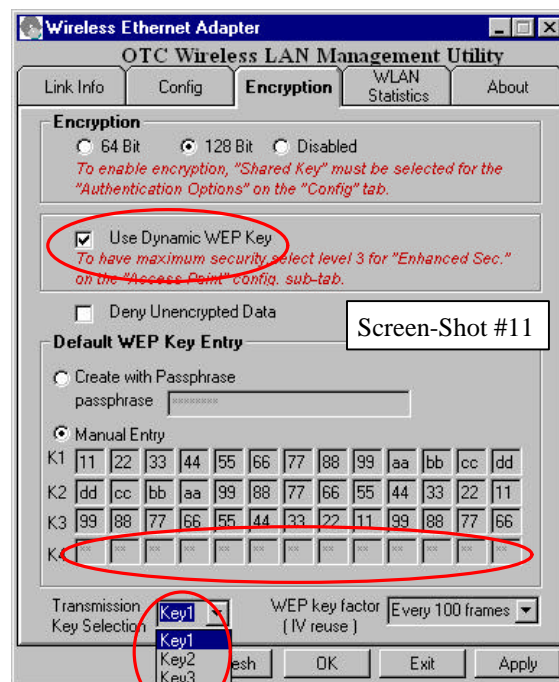 Wireless Ethernet Adapter
OTC Wireless LAN Management Utility
Link Info Config Encryption WLAN Statistics About
Encryption
64 Bit 128 Bit Disabled
To enable encryption, "Shared Key" must be selected for the
"Authentication Options" on the "Config" tab.
Use Dynamic WEP Key
To have maximum security,select level 3 for "Enhanced Sec."
on the "Access Point" config. sub-tab.
Deny Unencrypted Data
Screen-Shot #11
Default WEP Key Entry
Create with Passphrase
passphrase ××××××××
Manual Entry
K1 11 22 33 44 55 66 77 88 99 aa bb cc dd
K2 dd cc bb aa 99 88 77 66 55 44 33 22 11
K3 99 88 77 66 55 44 33 22 11 99 88 77 66
K4 ×× ×× ×× ×× ×× ×× ×× ×× ×× ×× ×× ×× ××
Transmission Key Selection Key1
WEP key factor ( IV reuse ) Every 100 frames
Key1
Key2
Key3
esh OK Exit Apply